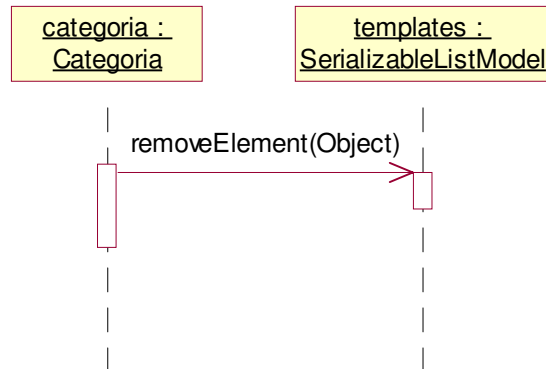 categoria :
Categoria
templates :
SerializableListModel
removeElement(Object)